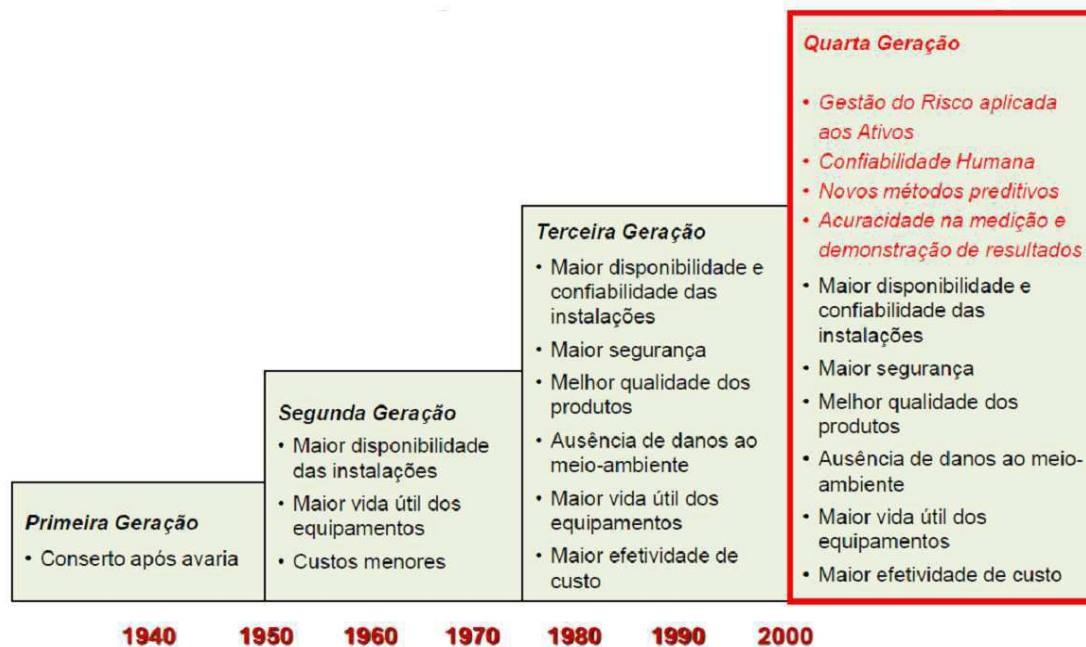 Primeira Geração
• Conserto após avaria
Segunda Geração
• Maior disponibilidade
das instalações
• Maior vida útil dos
equipamentos
• Custos menores
Terceira Geração
• Maior disponibilidade e
confiabilidade das
instalações
• Maior segurança
• Melhor qualidade dos
produtos
• Ausência de danos ao
meio-ambiente
• Maior vida útil dos
equipamentos
• Maior efetividade de
custo
Quarta Geração
• Gestão do Risco aplicada
aos Ativos
• Confiabilidade Humana
• Novos métodos preditivos
• Acuracidade na medição e
demonstração de resultados
• Maior disponibilidade e
confiabilidade das
instalações
• Maior segurança
• Melhor qualidade dos
produtos
• Ausência de danos ao meio-
ambiente
• Maior vida útil dos
equipamentos
• Maior efetividade de custo
1940 1950 1960 1970 1980 1990 2000